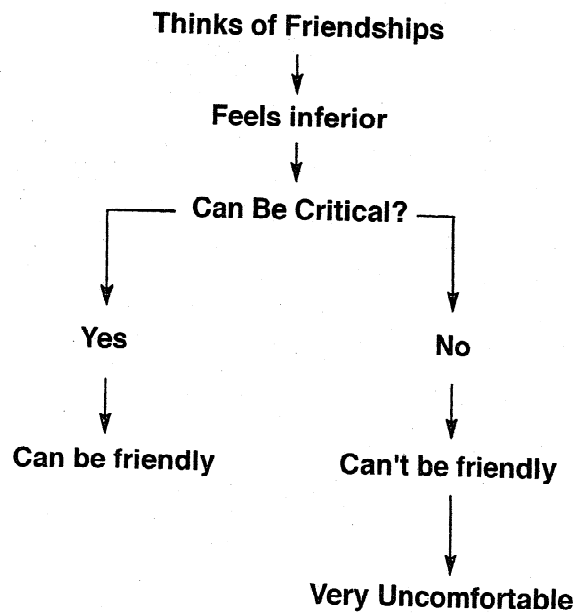 Thinks of Friendships
Feels inferior
Can Be Critical?
Yes
No
Can be friendly
Can't be friendly
Very Uncomfortable